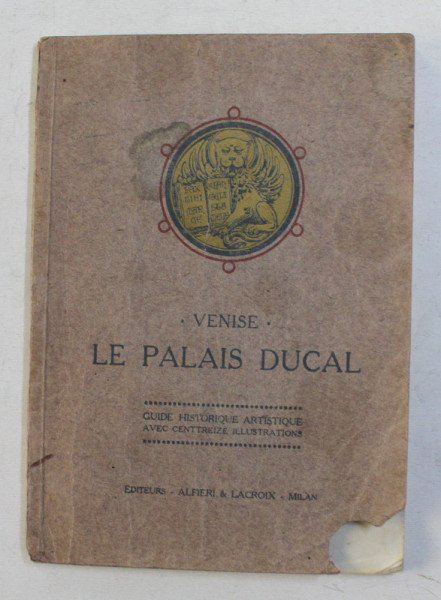 · VENISE ·
LE PALAIS DUCAL
GUIDE HISTORIQUE ARTISTIQUE
AVEC CENTTREIZE ILLUSTRATIONS
EDITEURS - ALFIERI & LACROIX - MILAN